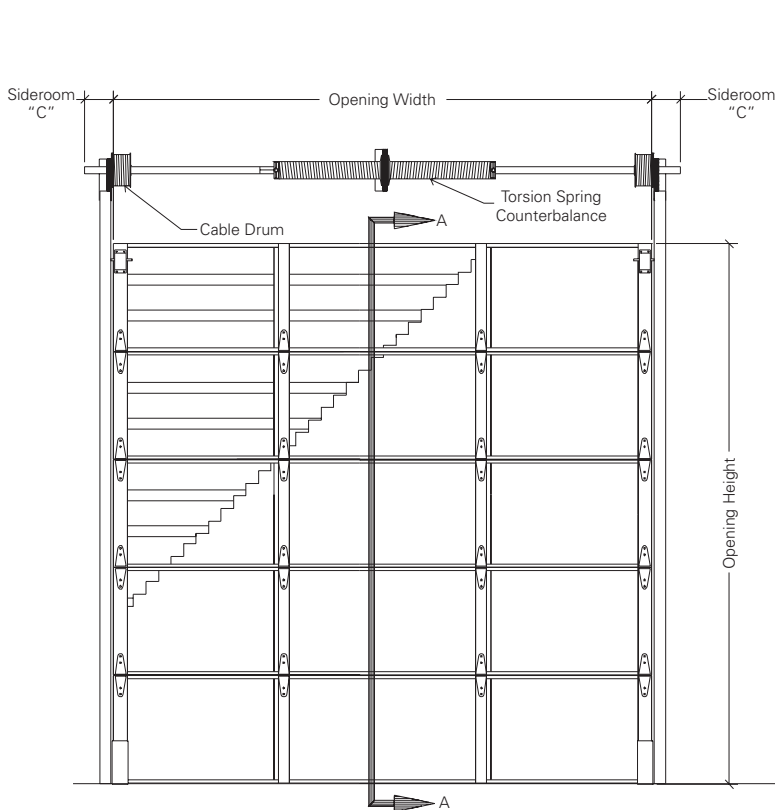 Sideroom
“C”
Opening Width
Sideroom
“C”
Torsion Spring
Counterbalance
Cable Drum
A
Opening Height
A